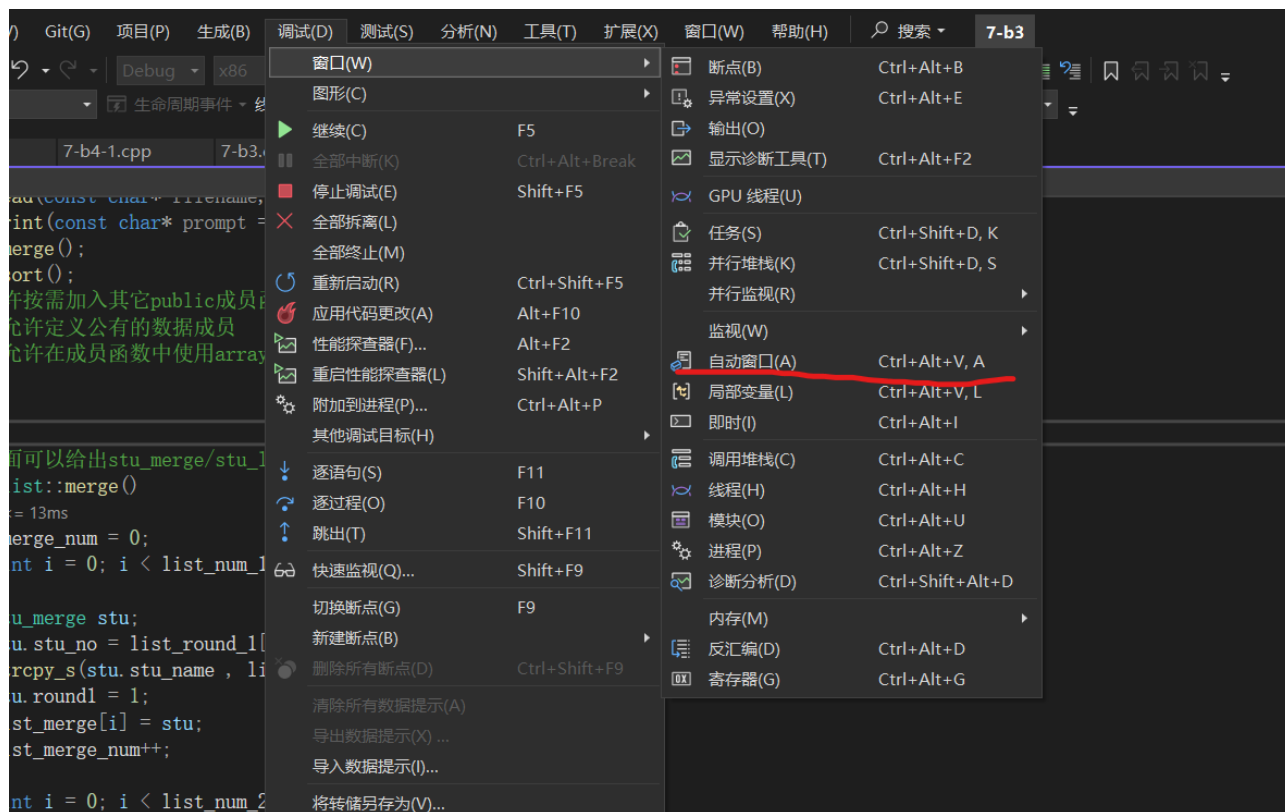 Git(G) 项目(P) 生成(B) 调试(D) 测试(S) 分析(N) 工具(T) 扩展(X) 窗口(W) 帮助(H) 搜索 7-b3
Debug x86
生命周期事件
7-b4-1.cpp 7-b3.
(const char* filename,
rint(const char* prompt =
merge();
sort();
许按需加入其它public成员
允许定义公有的数据成员
允许在成员函数中使用array
面可以给出stu_merge/stu_l
list::merge()
<= 13ms
merge_num = 0;
int i = 0; i < list_num_1
tu_merge stu;
tu.stu_no = list_round_1[
trcpy_s(stu.stu_name , li
tu.round1 = 1;
ist_merge[i] = stu;
ist_merge_num++;
int i = 0; i < list_num_2
窗口(W)
图形(C)
继续(C) F5
全部中断(K) Ctrl+Alt+Break
停止调试(E) Shift+F5
全部拆离(L)
全部终止(M)
重新启动(R) Ctrl+Shift+F5
应用代码更改(A) Alt+F10
性能探查器(F)... Alt+F2
重启性能探查器(L) Shift+Alt+F2
附加到进程(P)... Ctrl+Alt+P
其他调试目标(H)
逐语句(S) F11
逐过程(O) F10
跳出(T) Shift+F11
快速监视(Q)... Shift+F9
切换断点(G) F9
新建断点(B)
删除所有断点(D) Ctrl+Shift+F9
清除所有数据提示(A)
导出数据提示(X) ...
导入数据提示(I)...
将转储另存为(V)...
断点(B) Ctrl+Alt+B
异常设置(X) Ctrl+Alt+E
输出(O)
显示诊断工具(T) Ctrl+Alt+F2
GPU 线程(U)
任务(S) Ctrl+Shift+D, K
并行堆栈(K) Ctrl+Shift+D, S
并行监视(R)
监视(W)
自动窗口(A) Ctrl+Alt+V, A
局部变量(L) Ctrl+Alt+V, L
即时(I) Ctrl+Alt+I
调用堆栈(C) Ctrl+Alt+C
线程(H) Ctrl+Alt+H
模块(O) Ctrl+Alt+U
进程(P) Ctrl+Alt+Z
诊断分析(D) Ctrl+Shift+Alt+D
内存(M)
反汇编(D) Ctrl+Alt+D
寄存器(G) Ctrl+Alt+G